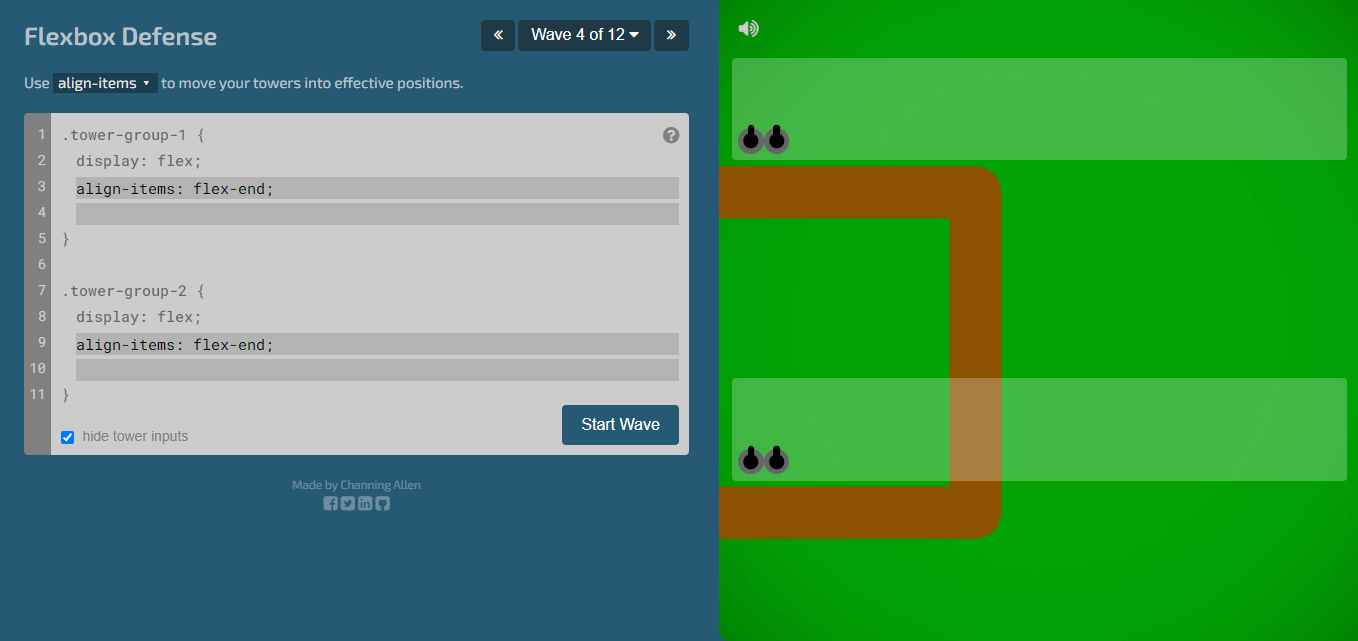 Flexbox Defense
« Wave 4 of 12 »
Use align-items to move your towers into effective positions.
1 .tower-group-1 {
2 display: flex;
3 align-items: flex-end;
4
5 }
6
7 .tower-group-2 {
8 display: flex;
9 align-items: flex-end;
10
11 }
?
hide tower inputs
Start Wave
Made by Channing Allen